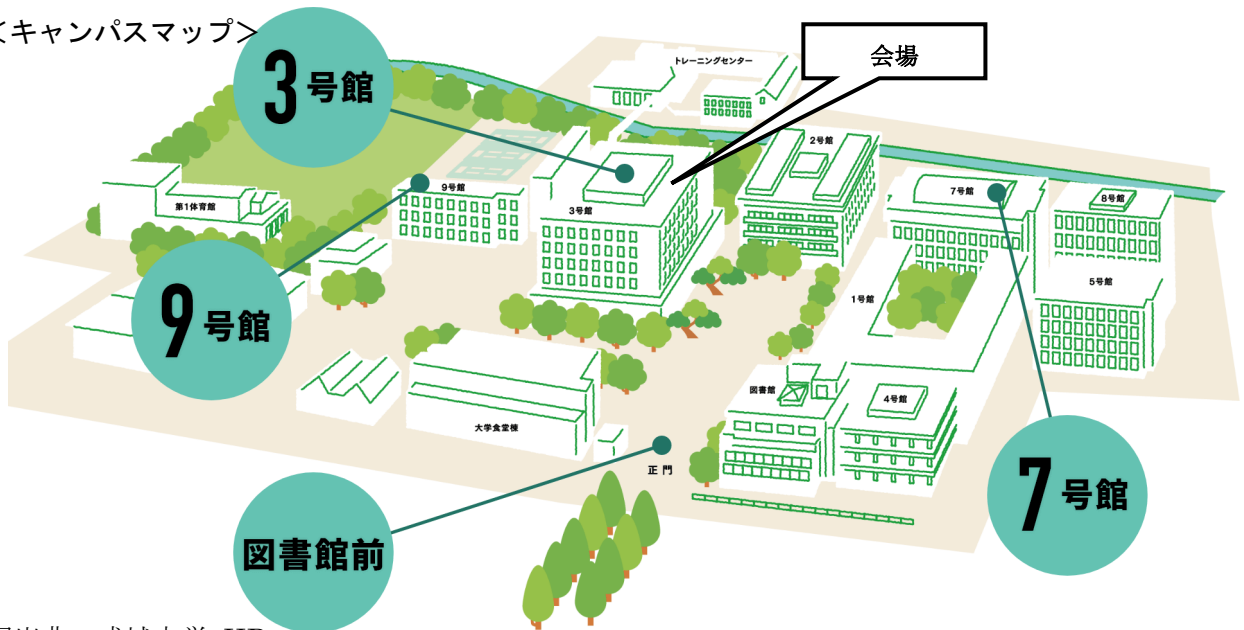 ＜キャンパスマップ＞
3号館
会場
トレーニングセンター
2号館
9号館
7号館
8号館
第1体育館
3号館
5号館
1号館
9号館
図書館
4号館
大学食堂棟
正門
7号館
図書館前